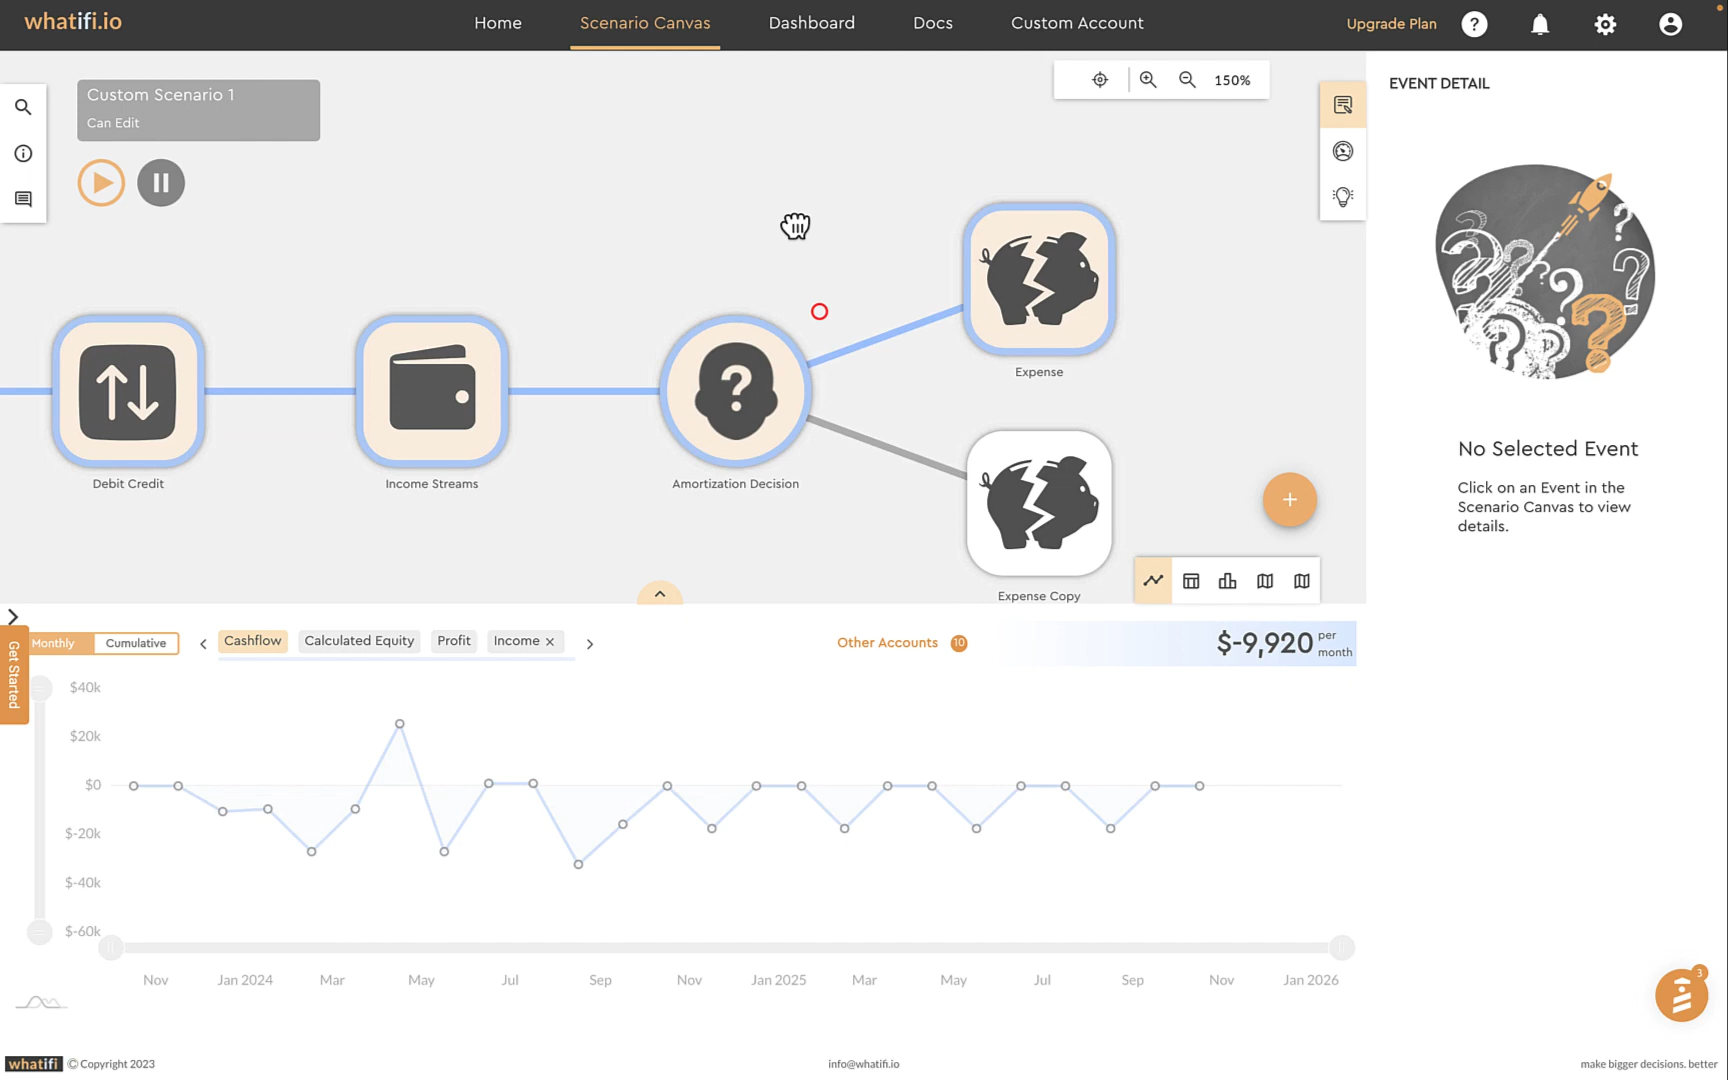 whatifi.io
Home
Scenario Canvas
Dashboard
Docs
Custom Account
Upgrade Plan
?
Custom Scenario 1
Can Edit
150%
EVENT DETAIL
Expense
Debit Credit
Income Streams
?
Amortization Decision
Expense Copy
+
No Selected Event
Click on an Event in the
Scenario Canvas to view
details.
Get Started
Monthly
Cumulative
Cashflow
Calculated Equity
Profit
Income ×
Other Accounts 10
$-9,920 per
month
$40k
$20k
$0
$-20k
$-40k
$-60k
Nov
Jan 2024
Mar
May
Jul
Sep
Nov
Jan 2025
Mar
May
Jul
Sep
Nov
Jan 2026
3
whatifi © Copyright 2023
info@whatifi.io
make bigger decisions. better